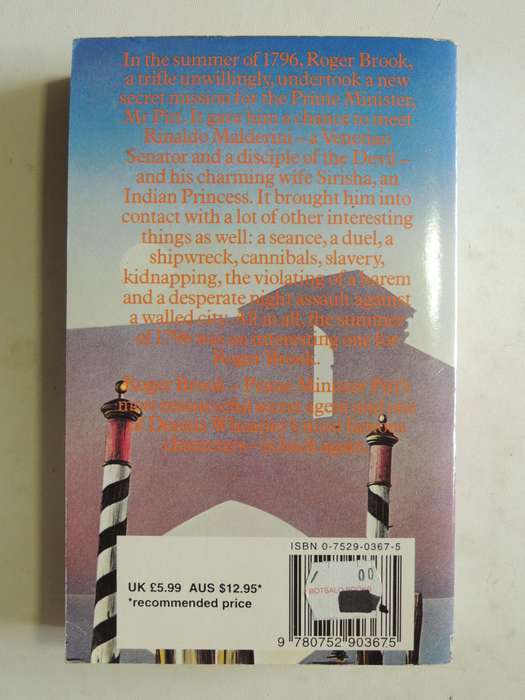 In the summer of 1796, Roger Brook,
a trifle unwillingly, undertook a new
secret mission for the Prime Minister,
Mr Pitt. It gave him a chance to meet
Rinaldo Malderini – a Venetian
Senator and a disciple of the Devil –
and his charming wife Sirisha, an
Indian Princess. It brought him into
contact with a lot of other interesting
things as well: a seance, a duel, a
shipwreck, cannibals, slavery,
kidnapping, the violating of a harem
and a desperate night assault against
a walled city. All in all, the summer
of 1796 was an interesting one for
Roger Brook.
Roger Brook – Prime Minister Pitt's
most resourceful secret agent and one
of Dennis Wheatley's most famous
characters – is back again.
ISBN 0-7529-0367-5
00
UK £5.99 AUS $12.95*
*recommended price
9 780752 903675